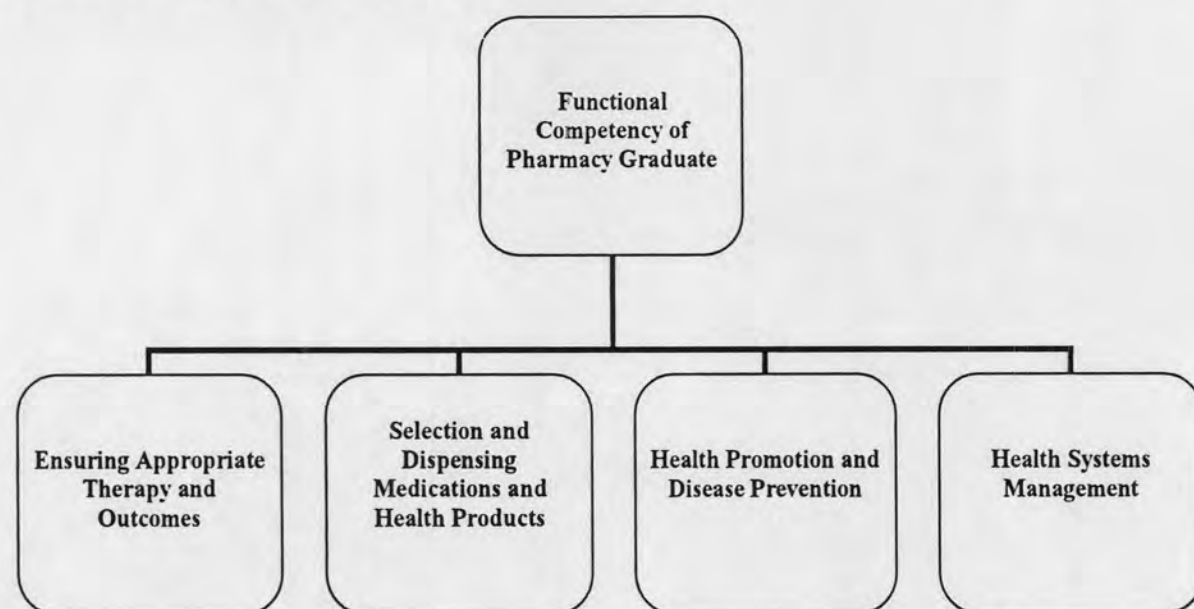 Functional
Competency of
Pharmacy Graduate
Ensuring Appropriate
Therapy and
Outcomes
Selection and
Dispensing
Medications and
Health Products
Health Promotion and
Disease Prevention
Health Systems
Management